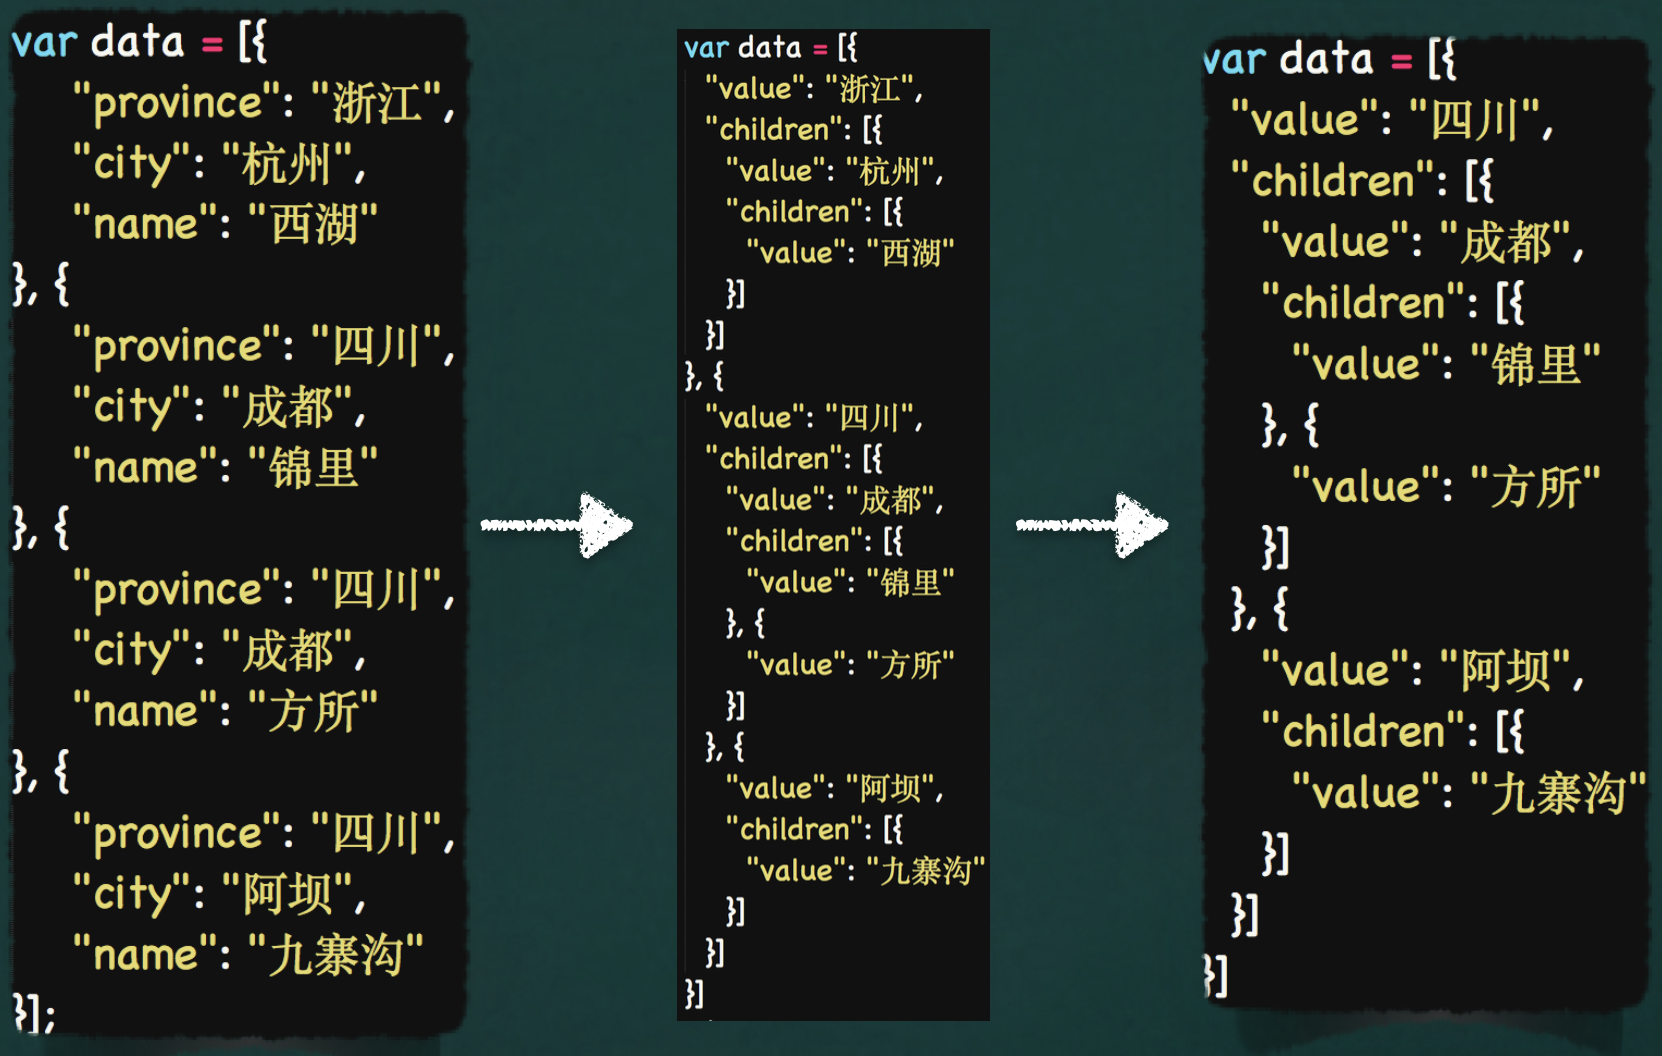 var data = [{
"province": "浙江",
"city": "杭州",
"name": "西湖"
}, {
"province": "四川",
"city": "成都",
"name": "锦里"
}, {
"province": "四川",
"city": "成都",
"name": "方所"
}, {
"province": "四川",
"city": "阿坝",
"name": "九寨沟"
}];
var data = [{
"value": "浙江",
"children": [{
"value": "杭州",
"children": [{
"value": "西湖"
}]
}]
}, {
"value": "四川",
"children": [{
"value": "成都",
"children": [{
"value": "锦里"
}, {
"value": "方所"
}]
}, {
"value": "阿坝",
"children": [{
"value": "九寨沟"
}]
}]
}]
var data = [{
"value": "四川",
"children": [{
"value": "成都",
"children": [{
"value": "锦里"
}, {
"value": "方所"
}]
}, {
"value": "阿坝",
"children": [{
"value": "九寨沟"
}]
}]
}]